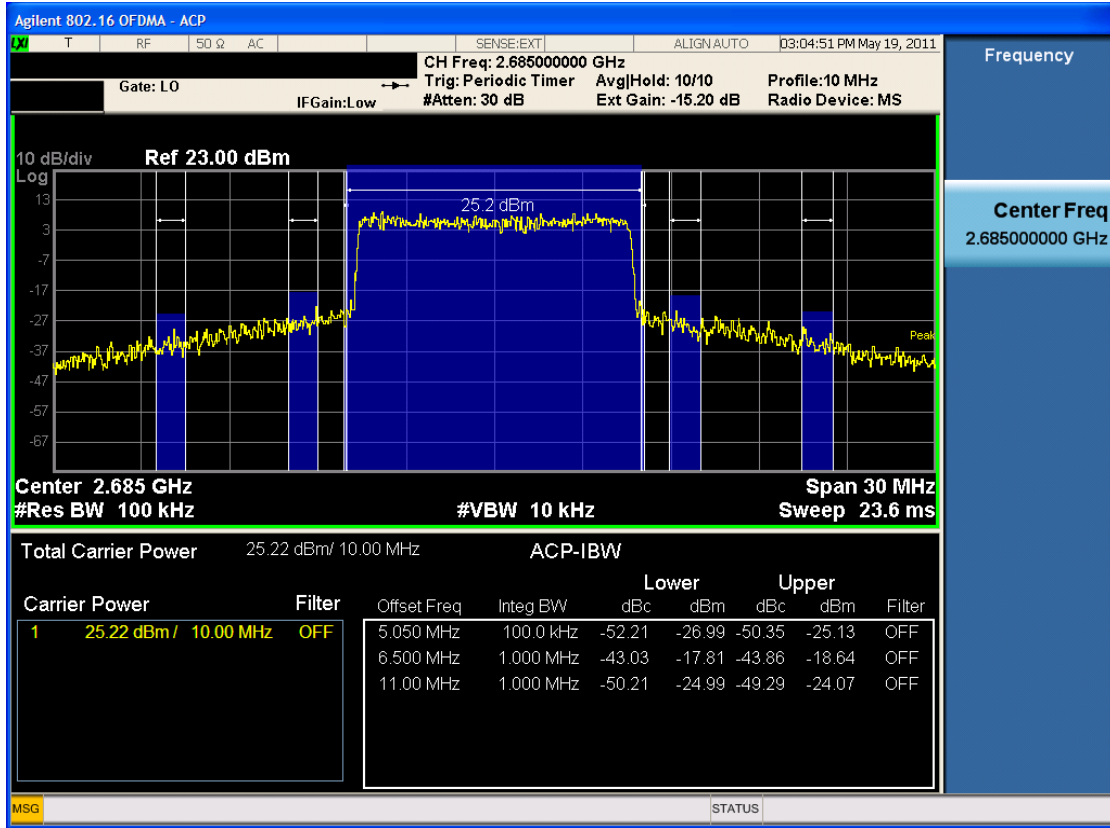 Agilent 802.16 OFDMA - ACP
LXI T RF 50 Ω AC SENSE:EXT ALIGN AUTO 03:04:51 PM May 19, 2011
CH Freq: 2.685000000 GHz
Gate: LO Trig: Periodic Timer Avg|Hold: 10/10 Profile:10 MHz
IFGain:Low #Atten: 30 dB Ext Gain: -15.20 dB Radio Device: MS
Frequency
10 dB/div Ref 23.00 dBm
Log
13
3
-7
-17
-27
-37
-47
-57
-67
25.2 dBm
Peak
Center Freq
2.685000000 GHz
Center 2.685 GHz Span 30 MHz
#Res BW 100 kHz #VBW 10 kHz Sweep 23.6 ms
Total Carrier Power 25.22 dBm/ 10.00 MHz ACP-IBW
Lower Upper
Carrier Power Filter Offset Freq Integ BW dBc dBm dBc dBm Filter
1 25.22 dBm / 10.00 MHz OFF 5.050 MHz 100.0 kHz -52.21 -26.99 -50.35 -25.13 OFF
6.500 MHz 1.000 MHz -43.03 -17.81 -43.86 -18.64 OFF
11.00 MHz 1.000 MHz -50.21 -24.99 -49.29 -24.07 OFF
MSG STATUS